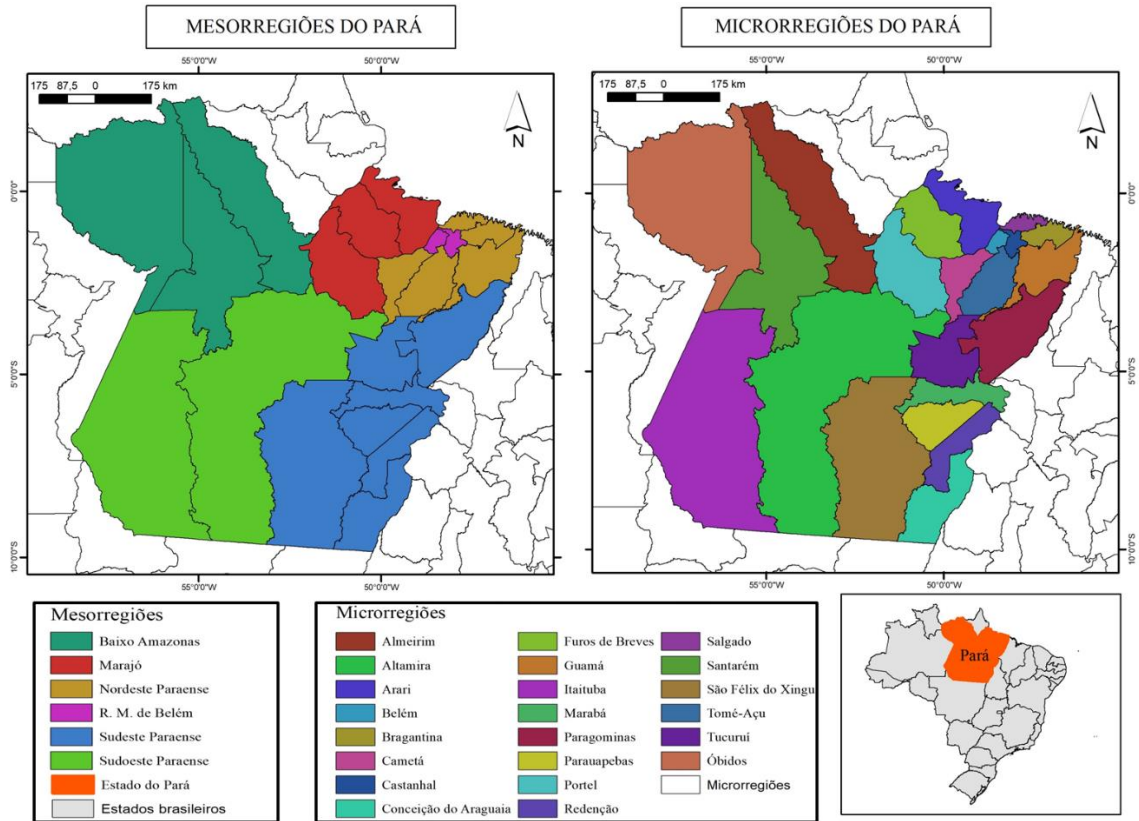 MESORREGIÕES DO PARÁ
MICRORREGIÕES DO PARÁ
55°0'0"W
50°0'0"W
55°0'0"W
50°0'0"W
175 87,5 0 175 km
N
175 87,5 0 175 km
N
0°0'0"
0°0'0"
5°0'0"S
5°0'0"S
10°0'0"S
10°0'0"S
55°0'0"W
50°0'0"W
55°0'0"W
50°0'0"W
Mesorregiões
Baixo Amazonas
Marajó
Nordeste Paraense
R. M. de Belém
Sudeste Paraense
Sudoeste Paraense
Estado do Pará
Estados brasileiros
Microrregiões
Almeirim
Altamira
Arari
Belém
Bragantina
Cametá
Castanhal
Conceição do Araguaia
Furos de Breves
Guamá
Itaituba
Marabá
Paragominas
Parauapebas
Portel
Redenção
Salgado
Santarém
São Félix do Xingu
Tomé-Açu
Tucuruí
Óbidos
Microrregiões
Pará